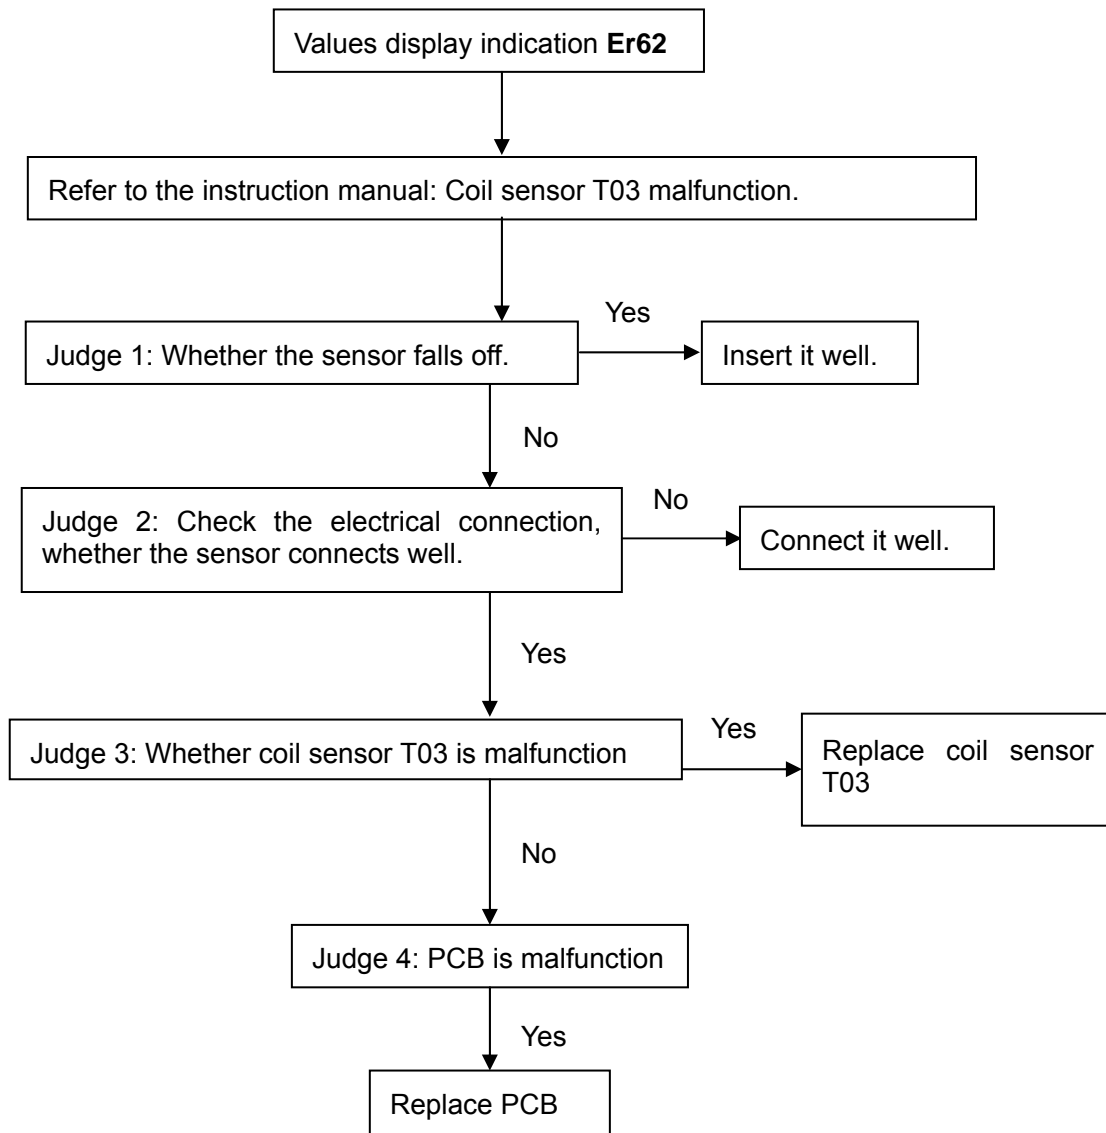 Values display indication Er62
Refer to the instruction manual: Coil sensor T03 malfunction.
Yes
Judge 1: Whether the sensor falls off.
Insert it well.
No
Judge 2: Check the electrical connection,
whether the sensor connects well.
No
Connect it well.
Yes
Judge 3: Whether coil sensor T03 is malfunction
Yes
Replace coil sensor
T03
No
Judge 4: PCB is malfunction
Yes
Replace PCB